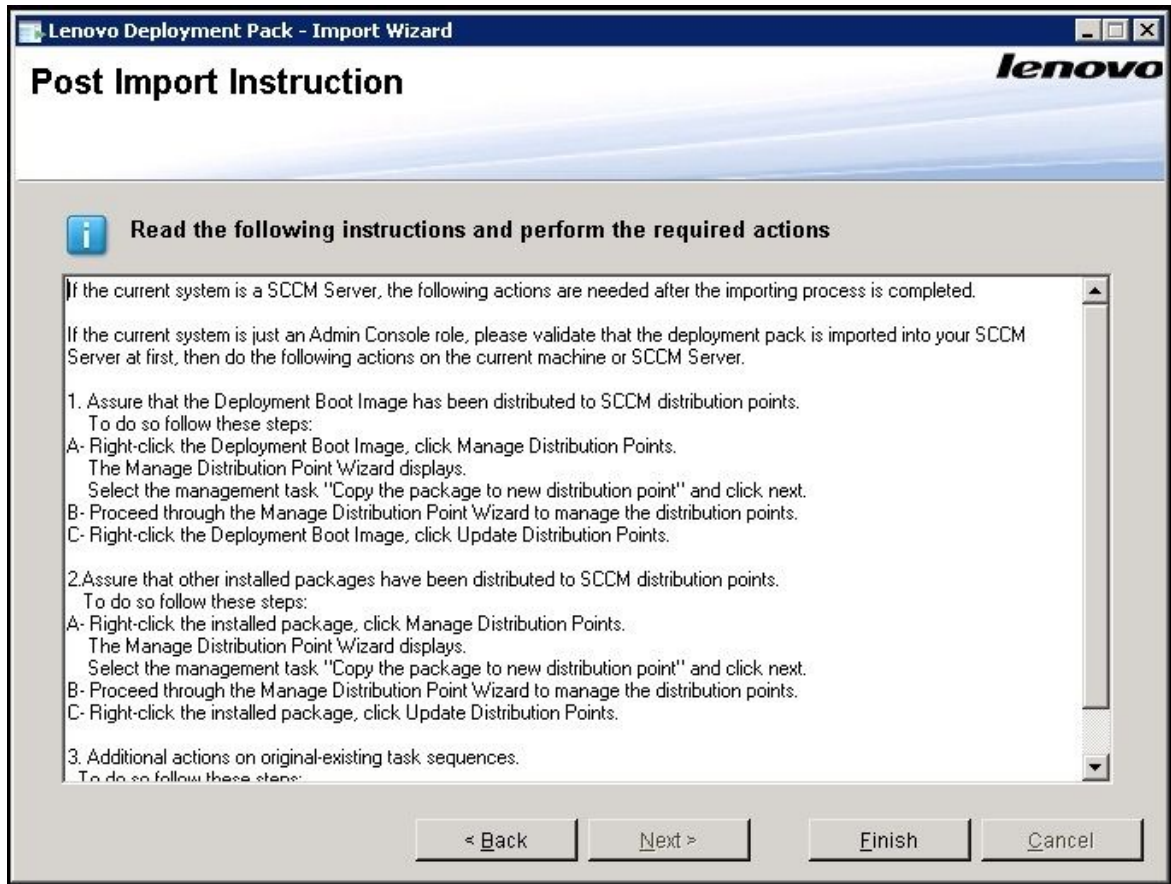 Lenovo Deployment Pack - Import Wizard
Post Import Instruction
lenovo
Read the following instructions and perform the required actions
If the current system is a SCCM Server, the following actions are needed after the importing process is completed.
If the current system is just an Admin Console role, please validate that the deployment pack is imported into your SCCM
Server at first, then do the following actions on the current machine or SCCM Server.
1. Assure that the Deployment Boot Image has been distributed to SCCM distribution points.
To do so follow these steps:
A- Right-click the Deployment Boot Image, click Manage Distribution Points.
The Manage Distribution Point Wizard displays.
Select the management task "Copy the package to new distribution point" and click next.
B- Proceed through the Manage Distribution Point Wizard to manage the distribution points.
C- Right-click the Deployment Boot Image, click Update Distribution Points.
2.Assure that other installed packages have been distributed to SCCM distribution points.
To do so follow these steps:
A- Right-click the installed package, click Manage Distribution Points.
The Manage Distribution Point Wizard displays.
Select the management task "Copy the package to new distribution point" and click next.
B- Proceed through the Manage Distribution Point Wizard to manage the distribution points.
C- Right-click the installed package, click Update Distribution Points.
3. Additional actions on original-existing task sequences.
To do so follow these steps:
< Back
Next >
Finish
Cancel